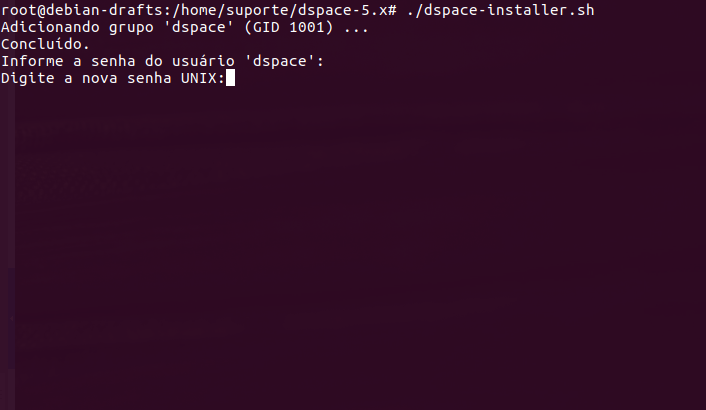 root@debian-drafts:/home/suporte/dspace-5.x# ./dspace-installer.sh
Adicionando grupo 'dspace' (GID 1001) ...
Concluído.
Informe a senha do usuário 'dspace':
Digite a nova senha UNIX: